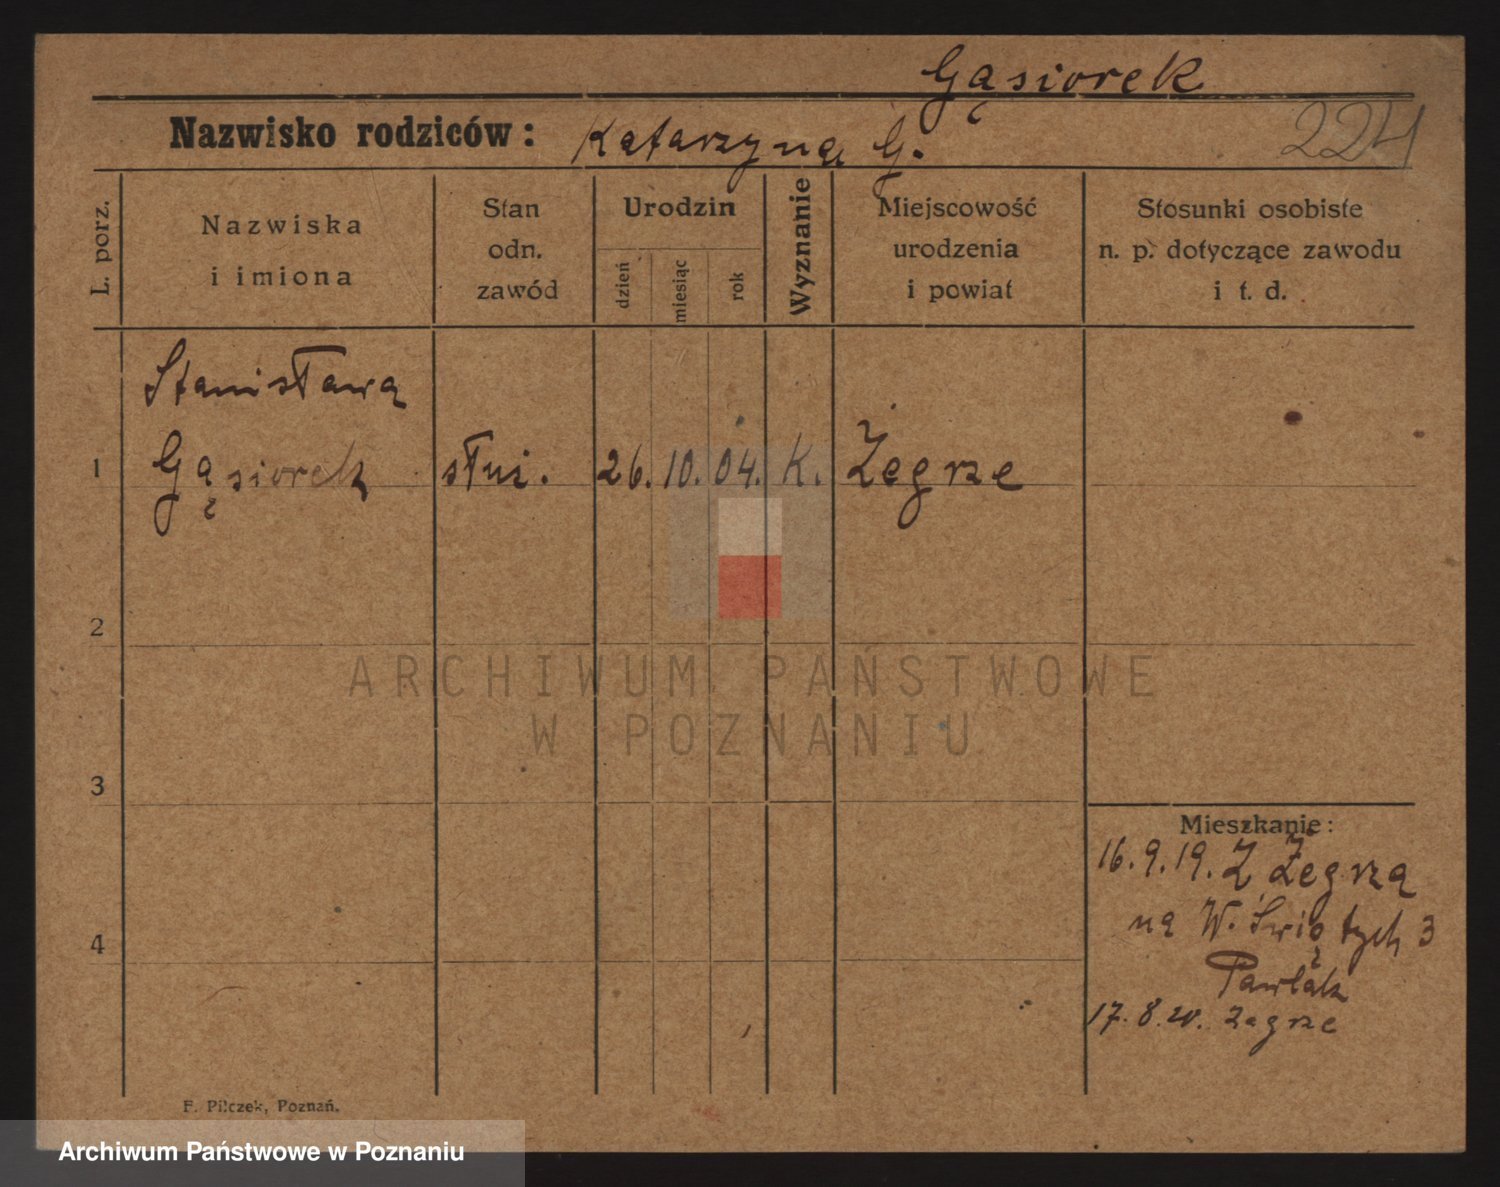 Gąsiorek
Nazwisko rodziców: Katarzyna G.
224
L. porz.
Nazwiska
i imiona
Stan
odn.
zawód
Urodzin
dzień
miesiąc
rok
Wyznanie
Miejscowość
urodzenia
i powiat
Stosunki osobiste
n. p. dotyczące zawodu
i t. d.
Stanisława
1 Gąsiorek służ. 26. 10. 04. K. Żegrze
2
ARCHIWUM PAŃSTWOWE
W POZNANIU
3
Mieszkanie:
16.9.19. Z Żegrza
na W. Świętych 3
Pawlak
4
17.8.20. Żegrze
F. Pilczek, Poznań.
Archiwum Państwowe w Poznaniu